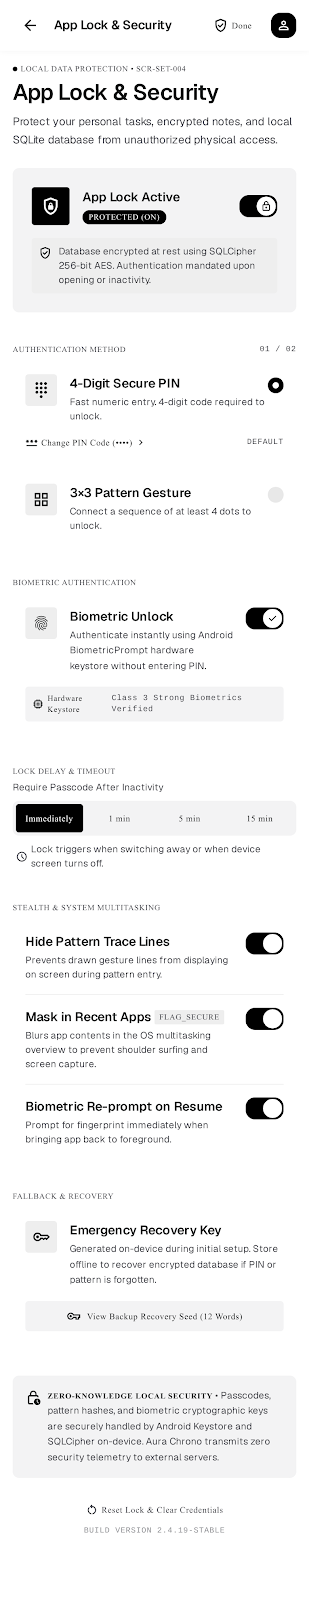 App Lock & Security
Done
LOCAL DATA PROTECTION • SCR-SET-004
App Lock & Security
Protect your personal tasks, encrypted notes, and local
SQLite database from unauthorized physical access.
App Lock Active
PROTECTED (ON)
Database encrypted at rest using SQLCipher
256-bit AES. Authentication mandated upon
opening or inactivity.
AUTHENTICATION METHOD
01 / 02
4-Digit Secure PIN
Fast numeric entry. 4-digit code required to
unlock.
Change PIN Code (••••)
DEFAULT
3×3 Pattern Gesture
Connect a sequence of at least 4 dots to
unlock.
BIOMETRIC AUTHENTICATION
Biometric Unlock
Authenticate instantly using Android
BiometricPrompt hardware
keystore without entering PIN.
Hardware
Keystore
Class 3 Strong Biometrics
Verified
LOCK DELAY & TIMEOUT
Require Passcode After Inactivity
Immediately
1 min
5 min
15 min
Lock triggers when switching away or when device
screen turns off.
STEALTH & SYSTEM MULTITASKING
Hide Pattern Trace Lines
Prevents drawn gesture lines from displaying
on screen during pattern entry.
Mask in Recent Apps FLAG_SECURE
Blurs app contents in the OS multitasking
overview to prevent shoulder surfing and
screen capture.
Biometric Re-prompt on Resume
Prompt for fingerprint immediately when
bringing app back to foreground.
FALLBACK & RECOVERY
Emergency Recovery Key
Generated on-device during initial setup. Store
offline to recover encrypted database if PIN or
pattern is forgotten.
View Backup Recovery Seed (12 Words)
ZERO-KNOWLEDGE LOCAL SECURITY • Passcodes,
pattern hashes, and biometric cryptographic keys
are securely handled by Android Keystore and
SQLCipher on-device. Aura Chrono transmits zero
security telemetry to external servers.
Reset Lock & Clear Credentials
BUILD VERSION 2.4.19-STABLE